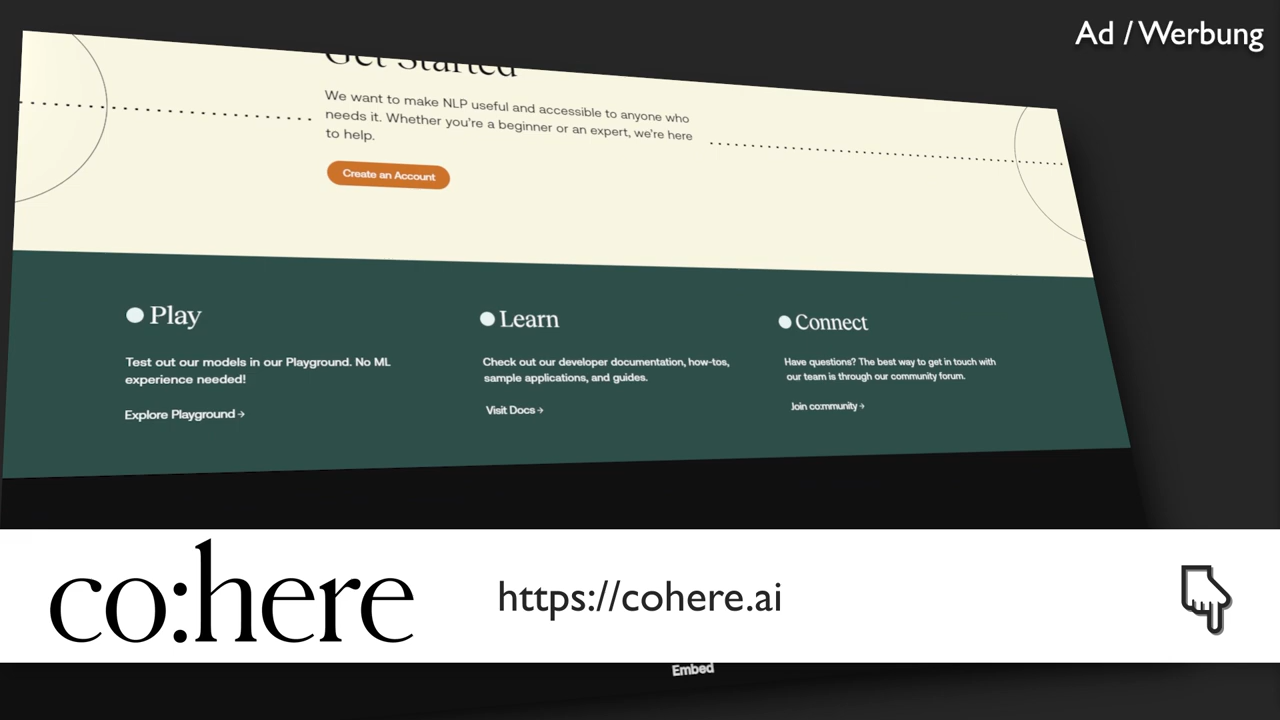 Ad / Werbung
Get Started
We want to make NLP useful and accessible to anyone who
needs it. Whether you're a beginner or an expert, we're here
to help.
Create an Account
Play
Test out our models in our Playground. No ML
experience needed!
Explore Playground →
Learn
Check out our developer documentation, how-tos,
sample applications, and guides.
Visit Docs →
Connect
Have questions? The best way to get in touch with
our team is through our community forum.
Join co:mmunity →
co:here
https://cohere.ai
Embed